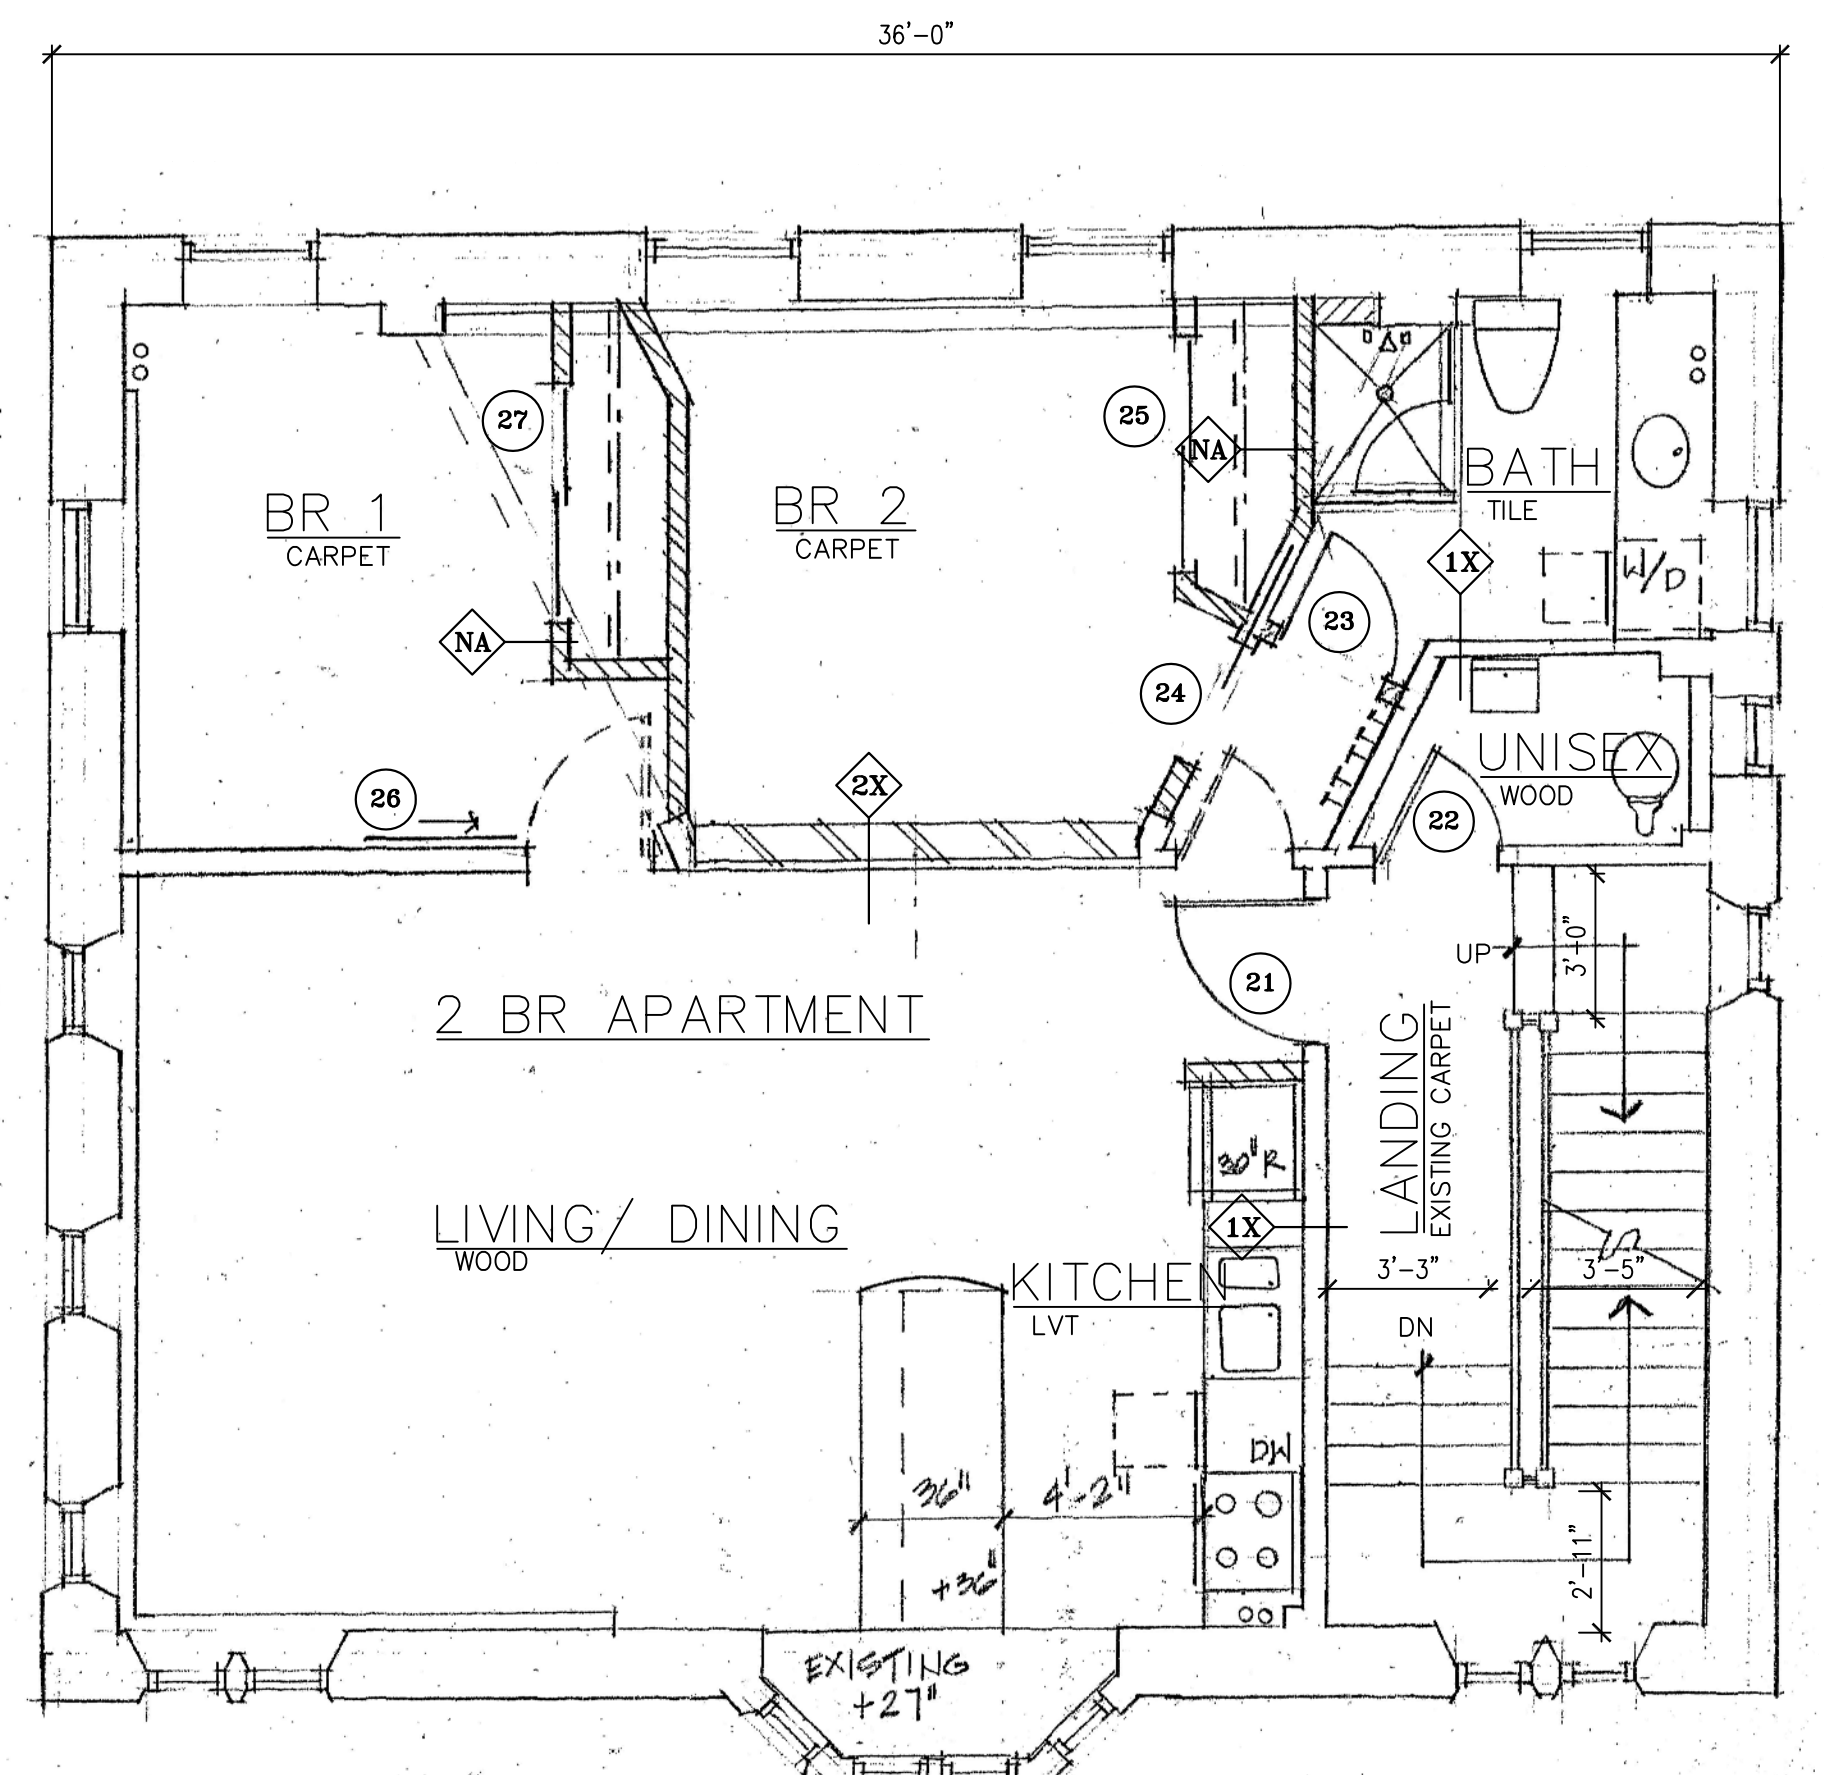 36'-0"
27
25
NA
BR 1
CARPET
BR 2
CARPET
BATH
TILE
1X
W/D
NA
23
24
UNISEX
WOOD
26
2X
22
UP
3'-0"
21
2 BR APARTMENT
LANDING
EXISTING CARPET
30"R
LIVING/ DINING
WOOD
1X
KITCHEN
LVT
3'-3"
3'-5"
DN
DW
36"
4'-2"
+36"
2'-11"
EXISTING
+27"